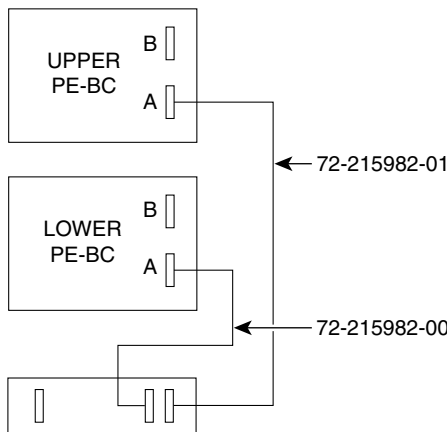 B
UPPER
PE-BC
A
72-215982-01
B
LOWER
PE-BC
A
72-215982-00